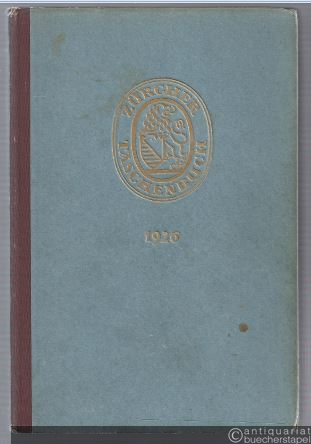 ZÜRCHER
TASCHENBUCH
1926
antiquariat
buecherstapel